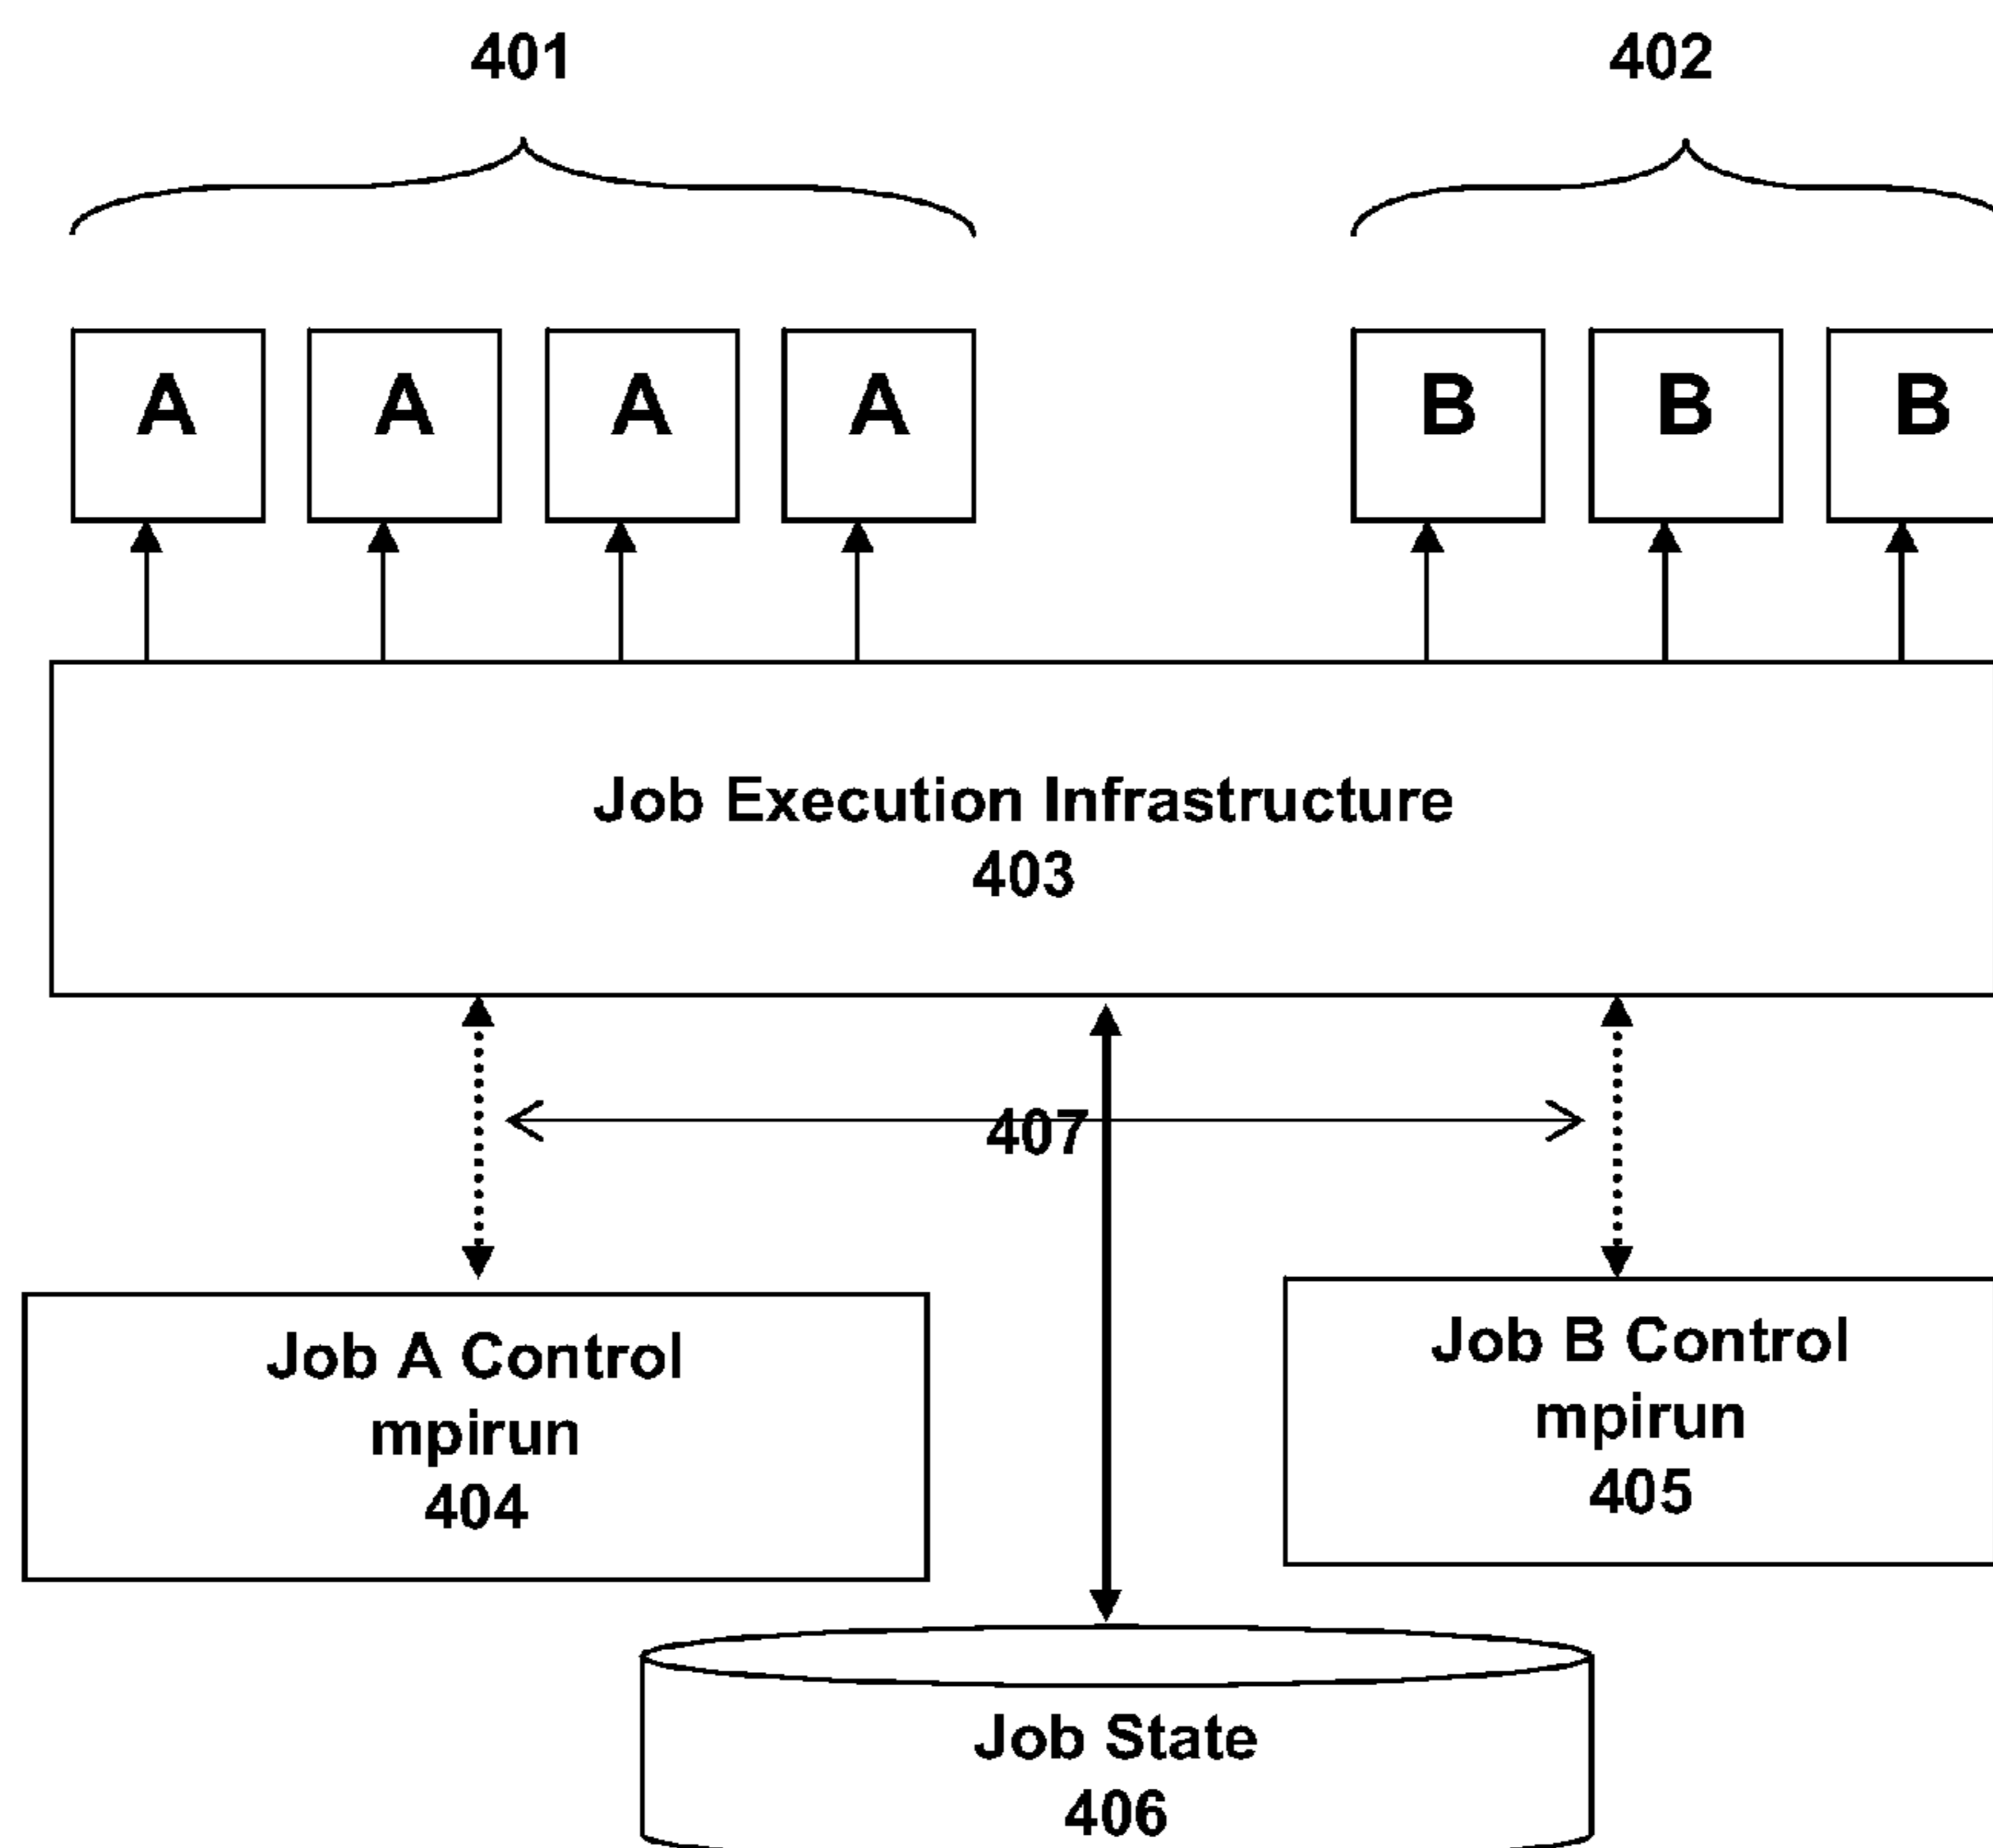 401 402
A A A A B B B
Job Execution Infrastructure
403
407
Job A Control
mpirun
404
Job B Control
mpirun
405
Job State
406